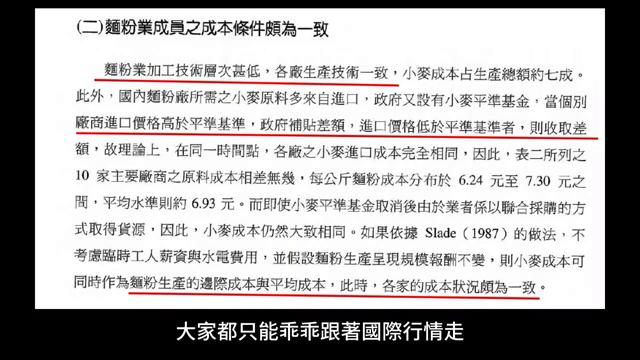 (二)麵粉業成員之成本條件頗為一致
麵粉業加工技術層次甚低，各廠生產技術一致，小麥成本占生產總額約七成。
此外，國內麵粉廠所需之小麥原料多來自進口，政府又設有小麥平準基金，當個別
廠商進口價格高於平準基準，政府補貼差額，進口價格低於平準基準者，則收取差
額，故理論上，在同一時間點，各廠之小麥進口成本完全相同，因此，表二所列之
10 家主要廠商之原料成本相差無幾，每公斤麵粉成本分布於 6.24 元至 7.30 元之
間，平均水準則約 6.93 元。而即使小麥平準基金取消後由於業者係以聯合採購的方
式取得貨源，因此，小麥成本仍然大致相同。如果依據 Slade (1987) 的做法，不
考慮臨時工人薪資與水電費用，並假設麵粉生產呈現規模報酬不變，則小麥成本可
同時作為麵粉生產的邊際成本與平均成本，此時，各家的成本狀況頗為一致。
大家都只能乖乖跟著國際行情走